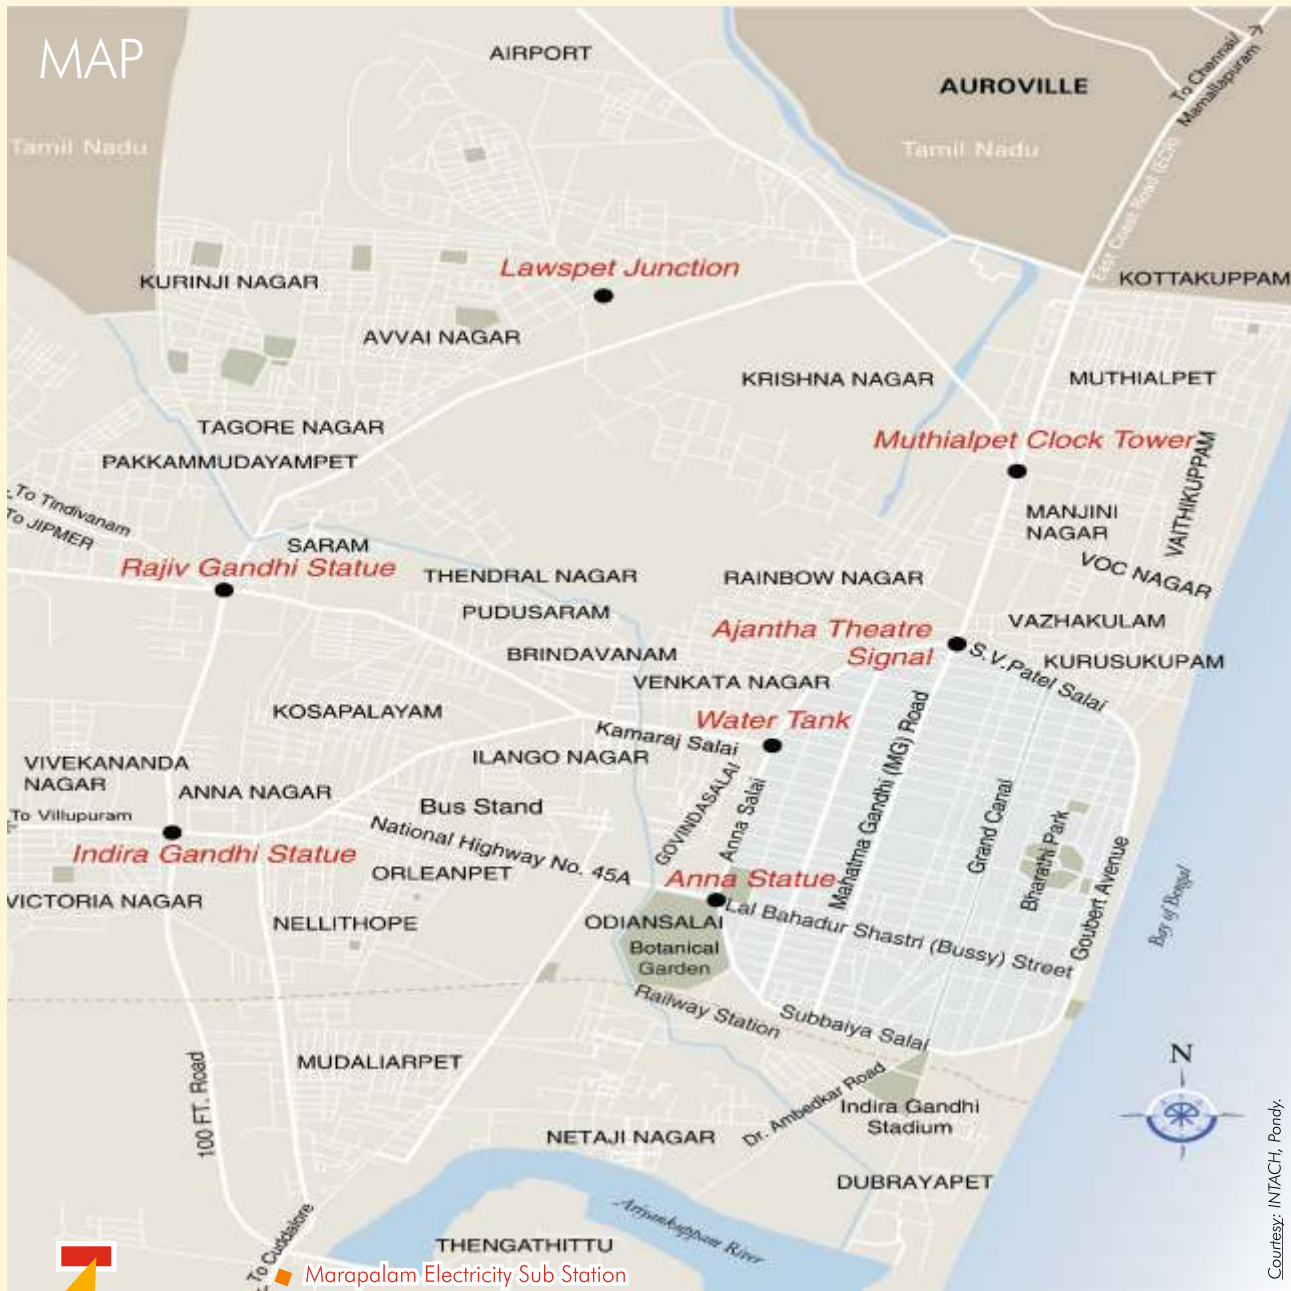 MAP
AIRPORT
AUROVILLE
To Chennai/
Mamallapuram
Tamil Nadu
Tamil Nadu
East Coast Road (ECR)
KURINJI NAGAR
Lawspet Junction
KOTTAKUPPAM
AVVAI NAGAR
KRISHNA NAGAR
MUTHIALPET
TAGORE NAGAR
Muthialpet Clock Tower
PAKKAMMUDAYAMPET
VAITHIKUPPAM
To Tindivanam
To JIPMER
MANJINI
NAGAR
SARAM
Rajiv Gandhi Statue
THENDRAL NAGAR
RAINBOW NAGAR
VOC NAGAR
PUDUSARAM
VAZHAKULAM
Ajantha Theatre
Signal
BRINDAVANAM
S.V.Patel Salai
KURUSUKUPAM
VENKATA NAGAR
KOSAPALAYAM
Water Tank
Kamaraj Salai
Mahatma Gandhi (MG) Road
ILANGO NAGAR
VIVEKANANDA
NAGAR
ANNA NAGAR
GOVINDASALAI
Anna Salai
Grand Canal
Bharathi Park
Bus Stand
To Villupuram
National Highway No. 45A
Indira Gandhi Statue
Goubert Avenue
ORLEANPET
Anna Statue
Bay of Bengal
VICTORIA NAGAR
NELLITHOPE
ODIANSALAI
Lal Bahadur Shastri (Bussy) Street
Botanical
Garden
Railway Station
Subbaiya Salai
N
100 FT. Road
MUDALIARPET
Dr. Ambedkar Road
Indira Gandhi
Stadium
NETAJI NAGAR
DUBRAYAPET
Ariyankuppam River
To Cuddalore
THENGATHITTU
Marapalam Electricity Sub Station
Courtesy: INTACH, Pondy.